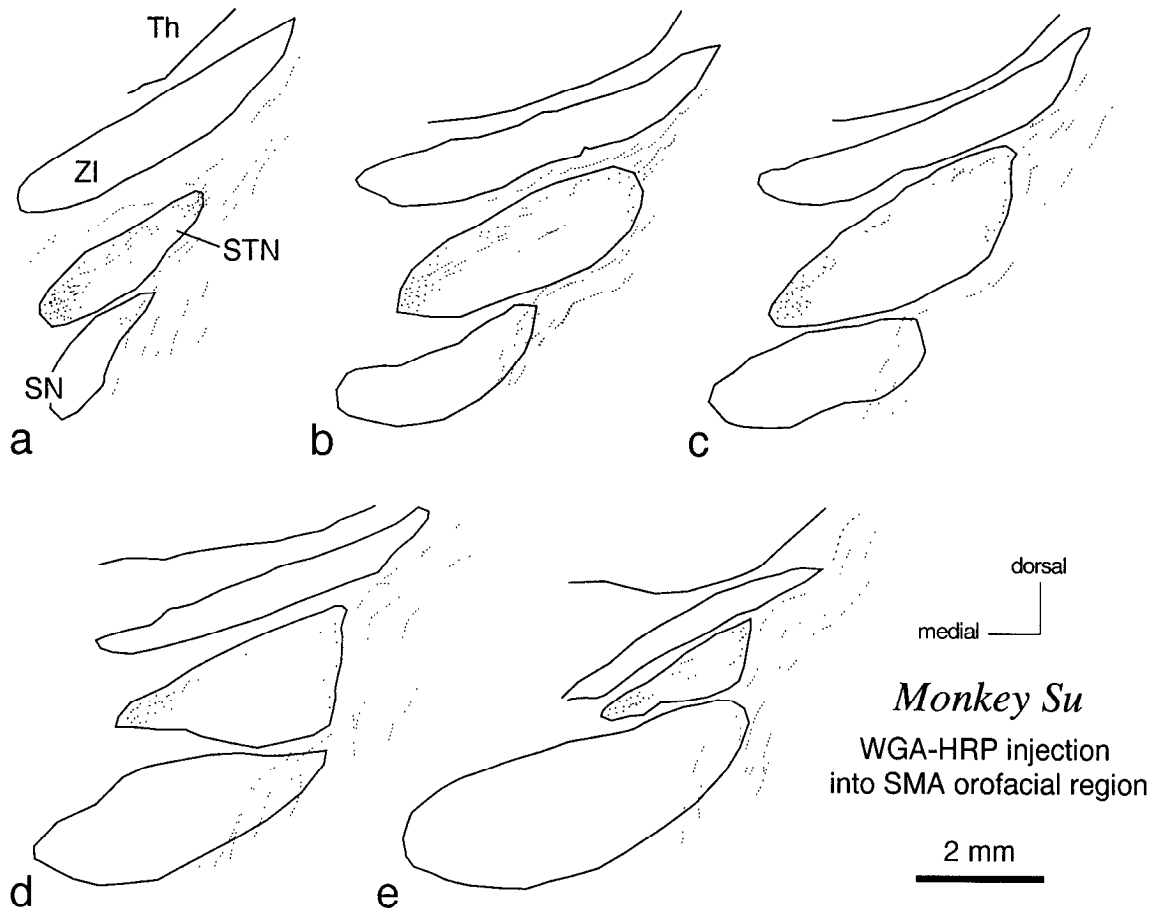 Th
ZI
STN
SN
a
b
c
d
e
dorsal
medial
Monkey Su
WGA-HRP injection
into SMA orofacial region
2 mm